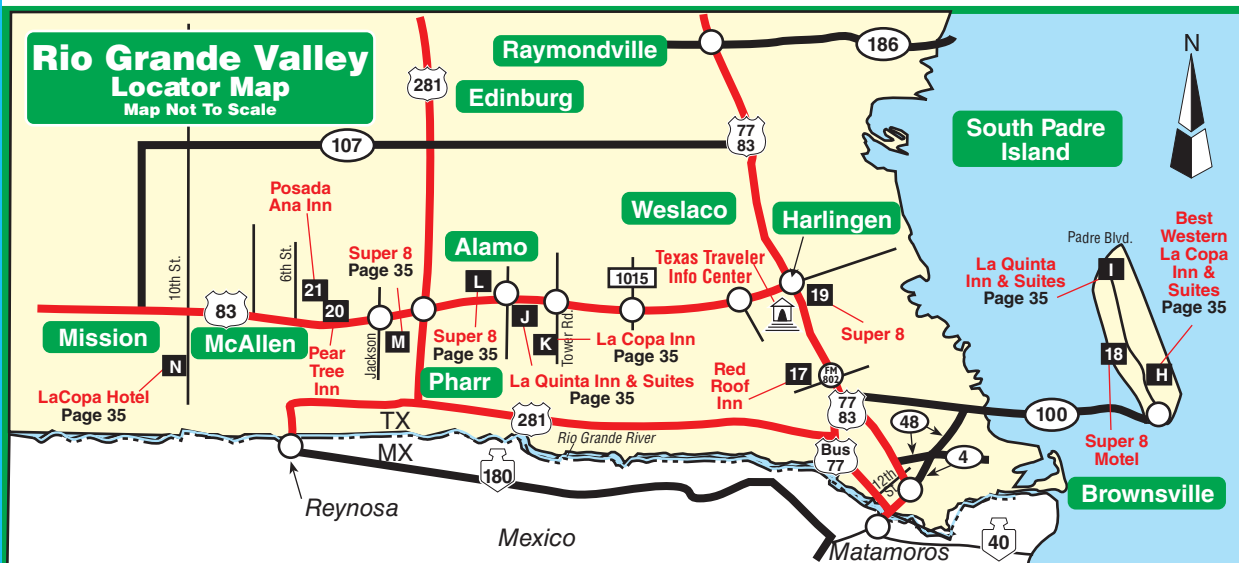 Rio Grande Valley
Locator Map
Map Not To Scale
Raymondville
186
N
281
Edinburg
77
83
South Padre
Island
107
Posada
Ana Inn
Weslaco
Harlingen
Best
Western
La Copa
Inn &
Suites
Page 35
10th St.
6th St.
Super 8
Page 35
Alamo
Texas Traveler
Info Center
Padre Blvd.
La Quinta
Inn & Suites
Page 35
I
1015
L
21
20
83
19
Super 8
J
Mission
McAllen
M
Super 8
Page 35
K
Tower Rd.
La Copa Inn
Page 35
Jackson
Pear
Tree
Inn
N
LaCopa Hotel
Page 35
Pharr
La Quinta Inn & Suites
Page 35
Red
Roof
Inn
17
FM
802
18
H
77
83
100
281
TX
MX
Rio Grande River
Bus
77
48
4
12th
St.
Super 8
Motel
180
Brownsville
Reynosa
Mexico
Matamoros
40